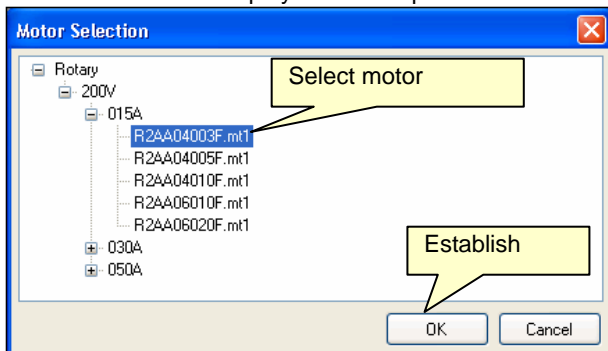 Motor Selection
Rotary
Select motor
200V
015A
R2AA04003F.mt1
R2AA04005F.mt1
R2AA04010F.mt1
R2AA06010F.mt1
R2AA06020F.mt1
Establish
030A
050A
OK Cancel